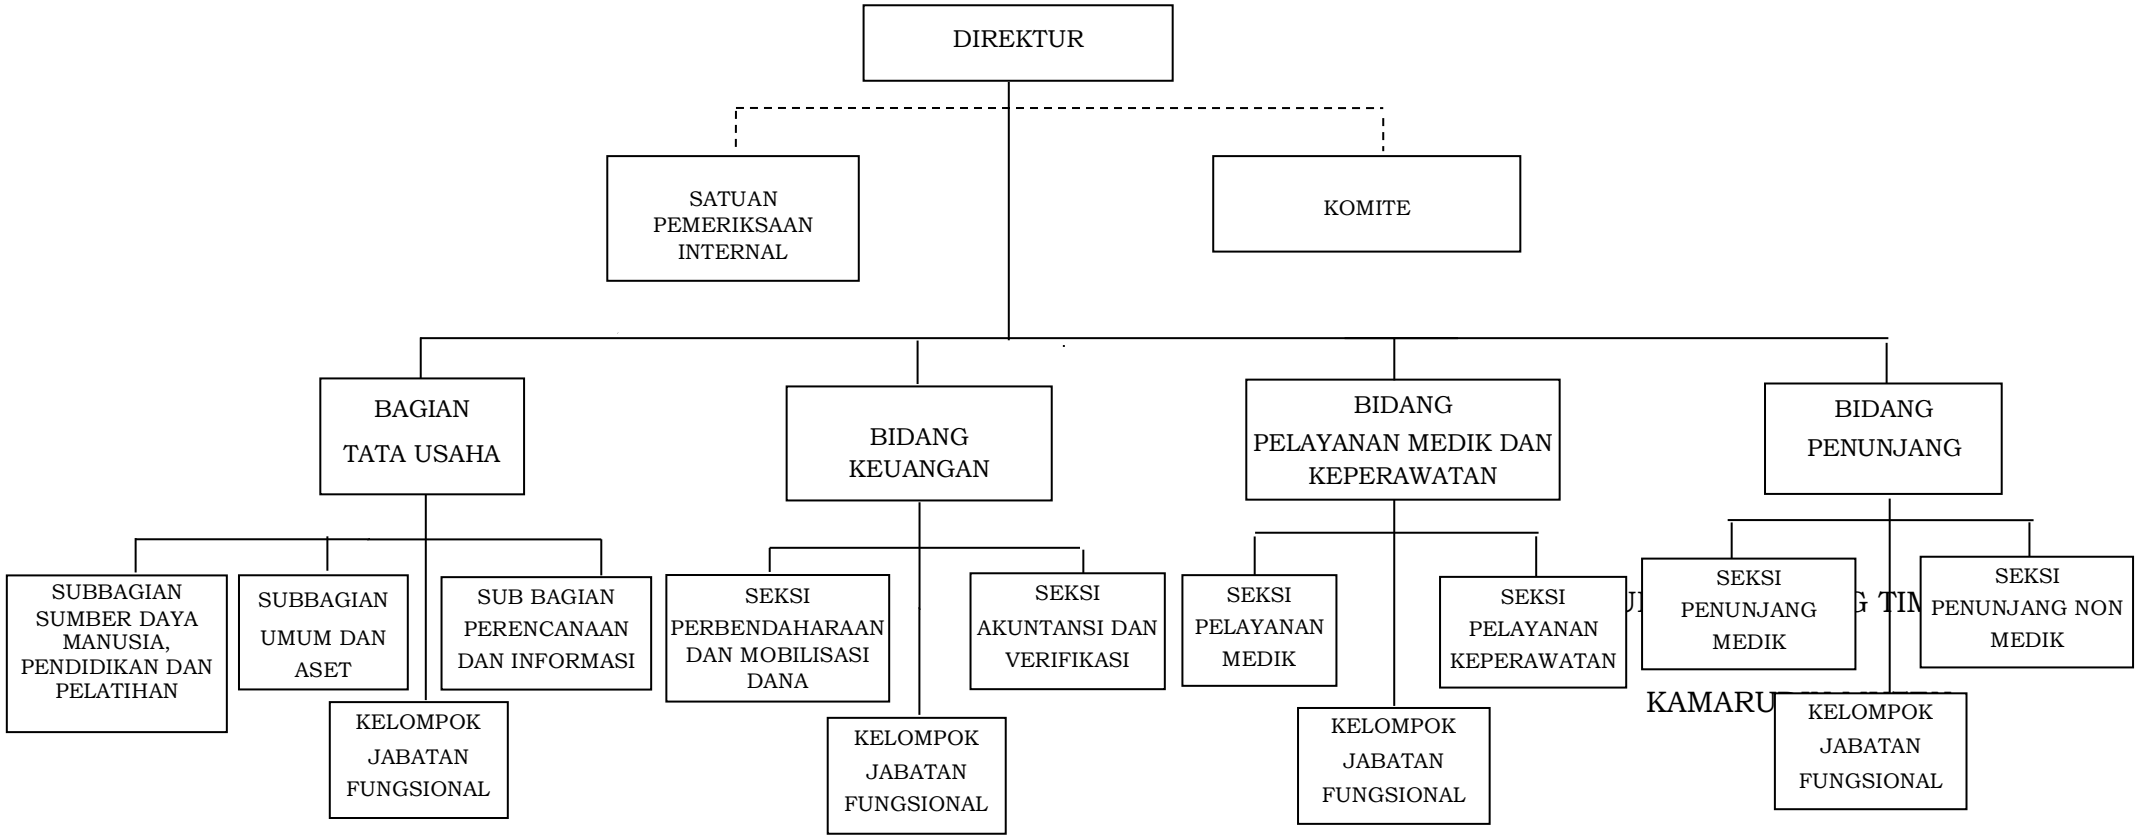 DIREKTUR
SATUAN
PEMERIKSAAN
INTERNAL
KOMITE
BAGIAN
TATA USAHA
BIDANG
KEUANGAN
BIDANG
PELAYANAN MEDIK DAN
KEPERAWATAN
BIDANG
PENUNJANG
SUBBAGIAN
SUMBER DAYA
MANUSIA,
PENDIDIKAN DAN
PELATIHAN
SUBBAGIAN
UMUM DAN
ASET
SUB BAGIAN
PERENCANAAN
DAN INFORMASI
KELOMPOK
JABATAN
FUNGSIONAL
SEKSI
PERBENDAHARAAN
DAN MOBILISASI
DANA
SEKSI
AKUNTANSI DAN
VERIFIKASI
KELOMPOK
JABATAN
FUNGSIONAL
SEKSI
PELAYANAN
MEDIK
SEKSI
PELAYANAN
KEPERAWATAN
KELOMPOK
JABATAN
FUNGSIONAL
SEKSI
PENUNJANG
MEDIK
SEKSI
PENUNJANG NON
MEDIK
KELOMPOK
JABATAN
FUNGSIONAL